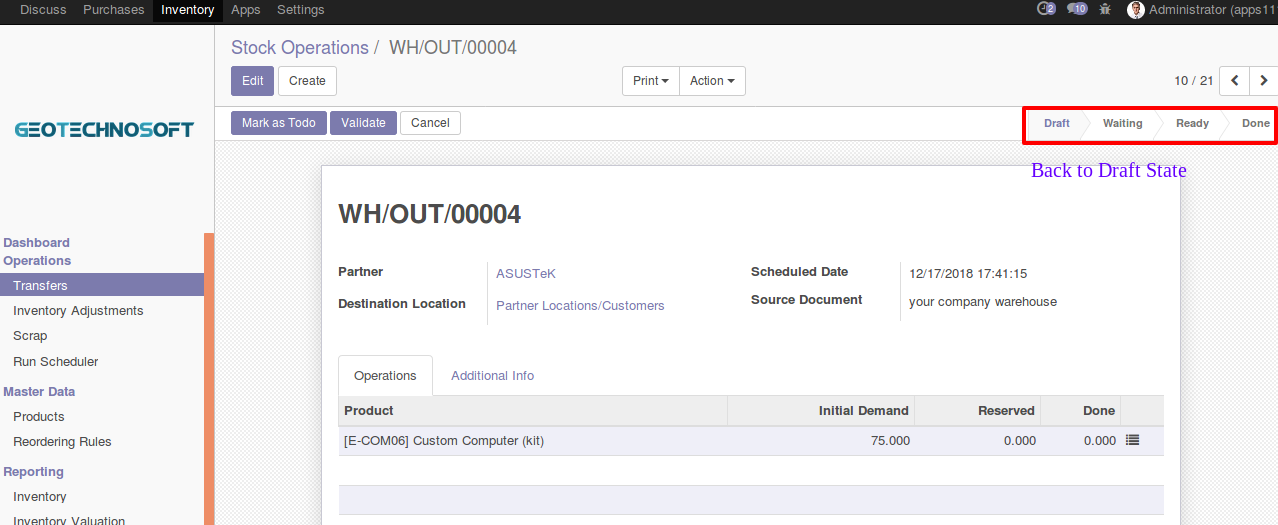 Discuss Purchases Inventory Apps Settings 2 10 Administrator (apps11
Stock Operations / WH/OUT/00004
Edit Create Print Action 10 / 21
Mark as Todo Validate Cancel Draft Waiting Ready Done
GEOTECHNOSOFT
Back to Draft State
WH/OUT/00004
Dashboard
Operations
Transfers
Inventory Adjustments
Scrap
Run Scheduler
Master Data
Products
Reordering Rules
Reporting
Inventory
Inventory Valuation
Partner ASUSTeK Scheduled Date 12/17/2018 17:41:15
Destination Location Partner Locations/Customers Source Document your company warehouse
Operations Additional Info
Product Initial Demand Reserved Done
[E-COM06] Custom Computer (kit) 75.000 0.000 0.000